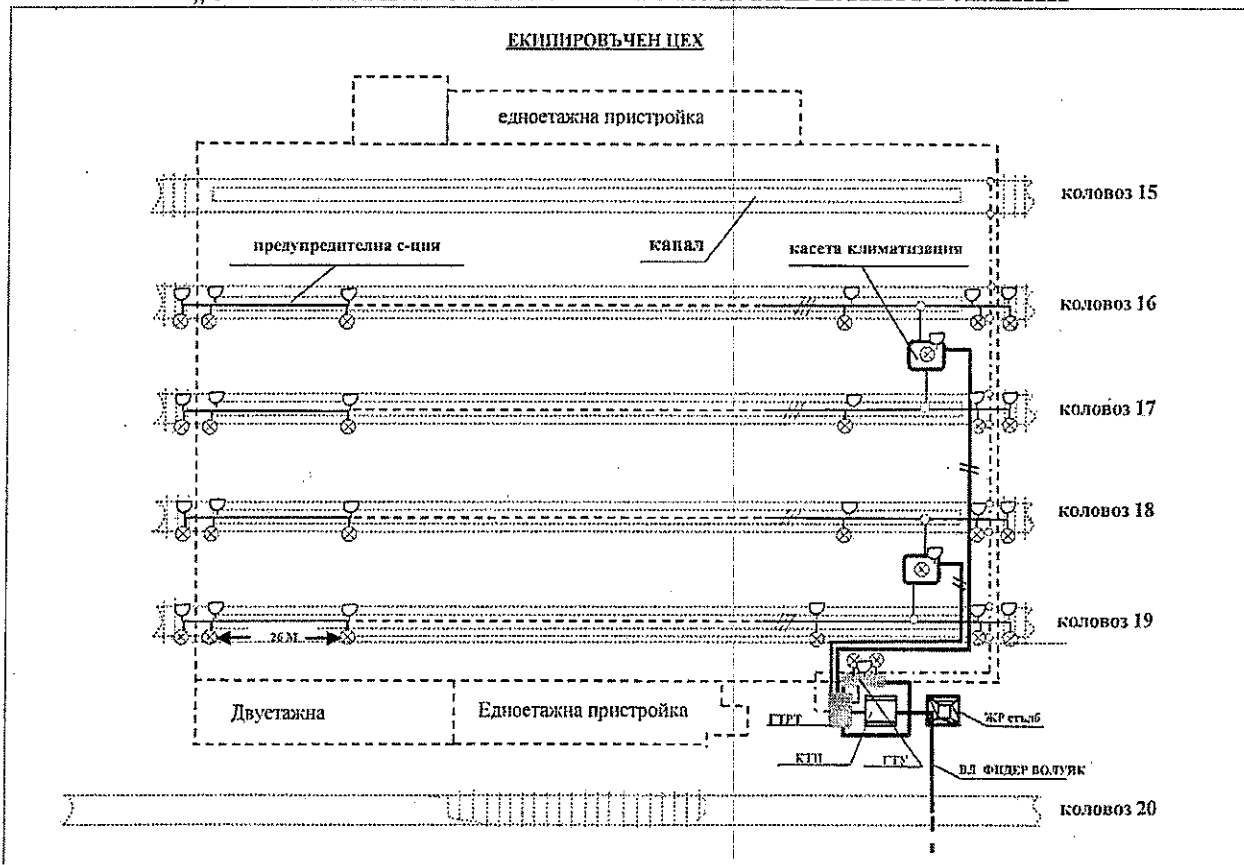 ЕКИПИРОВЪЧЕН ЦЕХ
едноетажна пристройка
коловоз 15
канал
предупредителна с-ция
касета климатизация
коловоз 16
коловоз 17
коловоз 18
коловоз 19
26 М.
Двуетажна
Едноетажна пристройка
ГТРТ
ЖР стълб
КТП
ГТУ
ВЛ ФИДЕР ВОЛУЯК
коловоз 20